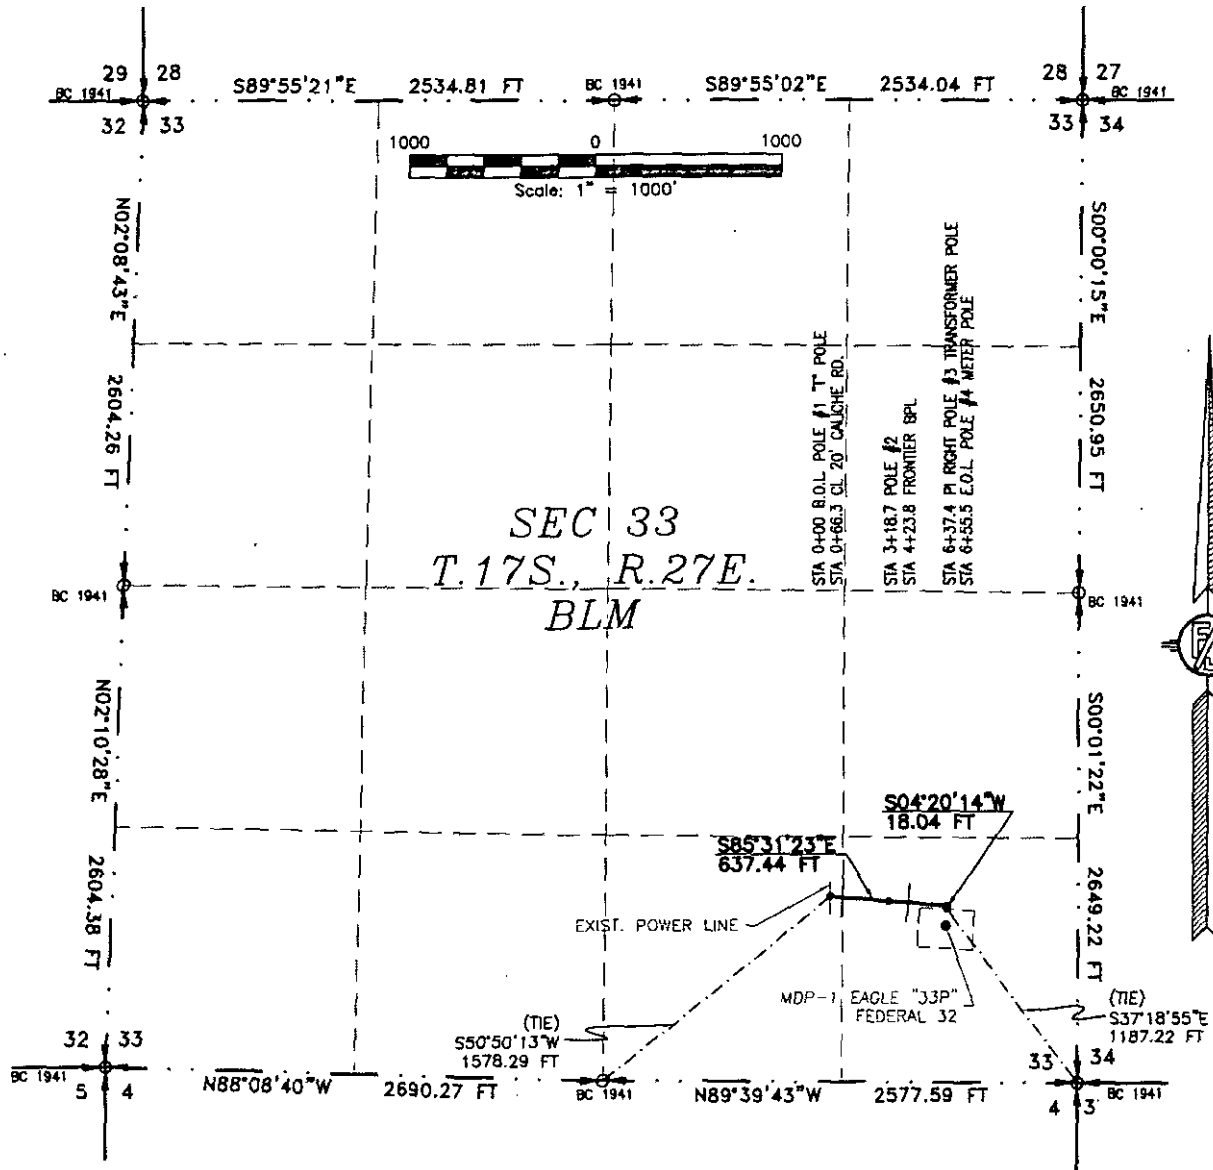 29 28
BC 1941
32 33
S89°55'21"E 2534.81 FT
BC 1941
S89°55'02"E 2534.04 FT
28 27
BC 1941
33 34
1000 0 1000
Scale: 1" = 1000'
N02°08'43"E 2604.26 FT
S00°00'15"E 2650.95 FT
STA 0+00 B.O.L POLE #1 "T" POLE
STA 0+66.3 CL 20' CALICHE RD.
STA 3+18.7 POLE #2
STA 4+23.8 FRONTIER BPL
STA 6+37.4 PI RIGHT POLE #3 TRANSFORMER POLE
STA 6+55.5 E.O.L POLE #4 METER POLE
SEC 33
T.17S., R.27E.
BLM
BC 1941
BC 1941
N02°10'28"E 2604.38 FT
S00°01'22"E 2649.22 FT
S04°20'14"W
18.04 FT
S85°31'23"E
637.44 FT
EXIST. POWER LINE
MDP-1 EAGLE "33P"
FEDERAL 32
(TIE)
S50°50'13"W
1578.29 FT
(TIE)
S37°18'55"E
1187.22 FT
32 33
BC 1941
5 4
N88°08'40"W 2690.27 FT
BC 1941
N89°39'43"W 2577.59 FT
33 34
BC 1941
4 3